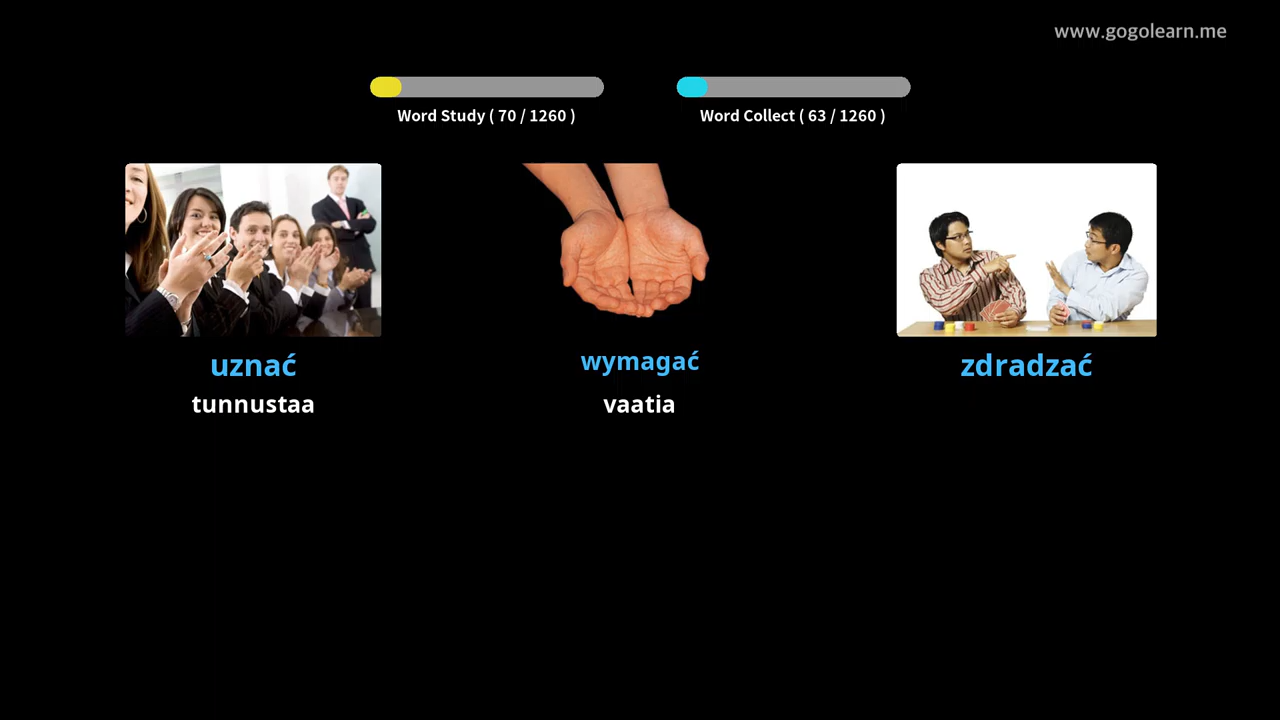 www.gogolearn.me
Word Study ( 70 / 1260 )
Word Collect ( 63 / 1260 )
uznać
wymagać
zdradzać
tunnustaa
vaatia